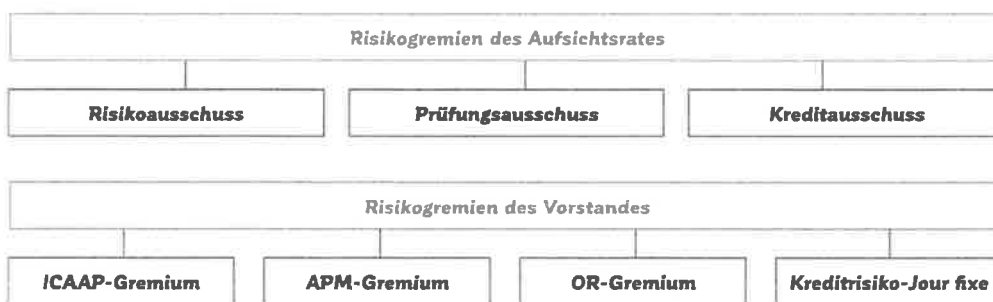 Risikogremien des Aufsichtsrates
Risikoausschuss Prüfungsausschuss Kreditausschuss
Risikogremien des Vorstandes
ICAAP-Gremium APM-Gremium OR-Gremium Kreditrisiko-Jour fixe